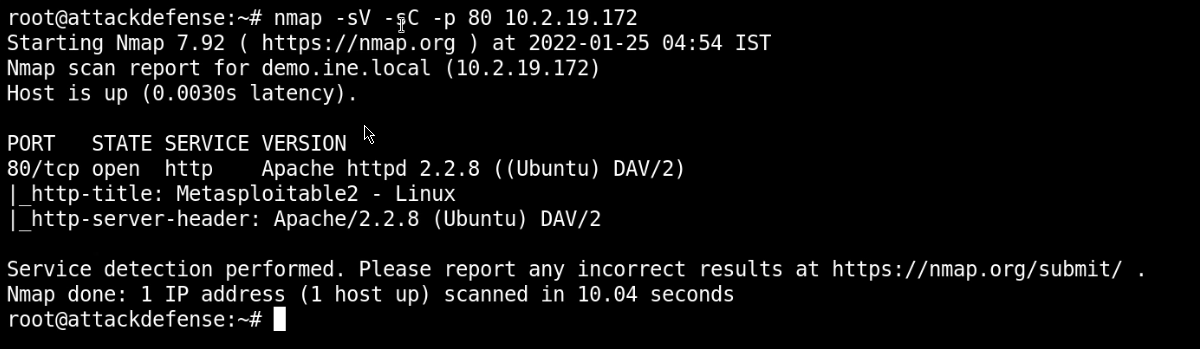 root@attackdefense:~# nmap -sV -sC -p 80 10.2.19.172
Starting Nmap 7.92 ( https://nmap.org ) at 2022-01-25 04:54 IST
Nmap scan report for demo.ine.local (10.2.19.172)
Host is up (0.0030s latency).
PORT   STATE SERVICE VERSION
80/tcp open  http    Apache httpd 2.2.8 ((Ubuntu) DAV/2)
|_http-title: Metasploitable2 - Linux
|_http-server-header: Apache/2.2.8 (Ubuntu) DAV/2
Service detection performed. Please report any incorrect results at https://nmap.org/submit/ .
Nmap done: 1 IP address (1 host up) scanned in 10.04 seconds
root@attackdefense:~#